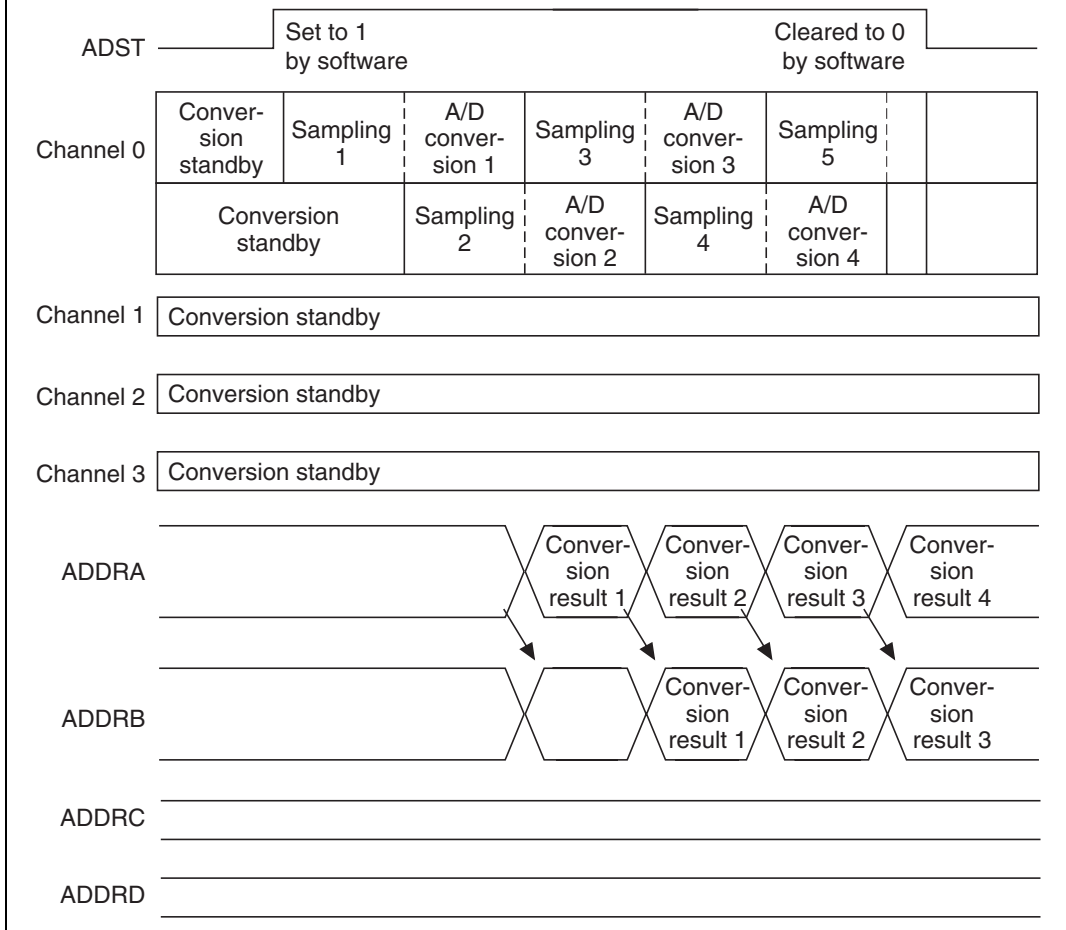 ADST
Set to 1
by software
Cleared to 0
by software
Channel 0
Conver-
sion
standby
Sampling
1
A/D
conver-
sion 1
Sampling
3
A/D
conver-
sion 3
Sampling
5
Conversion
standby
Sampling
2
A/D
conver-
sion 2
Sampling
4
A/D
conver-
sion 4
Channel 1
Conversion standby
Channel 2
Conversion standby
Channel 3
Conversion standby
ADDRA
Conver-
sion
result 1
Conver-
sion
result 2
Conver-
sion
result 3
Conver-
sion
result 4
ADDRB
Conver-
sion
result 1
Conver-
sion
result 2
Conver-
sion
result 3
ADDRC
ADDRD